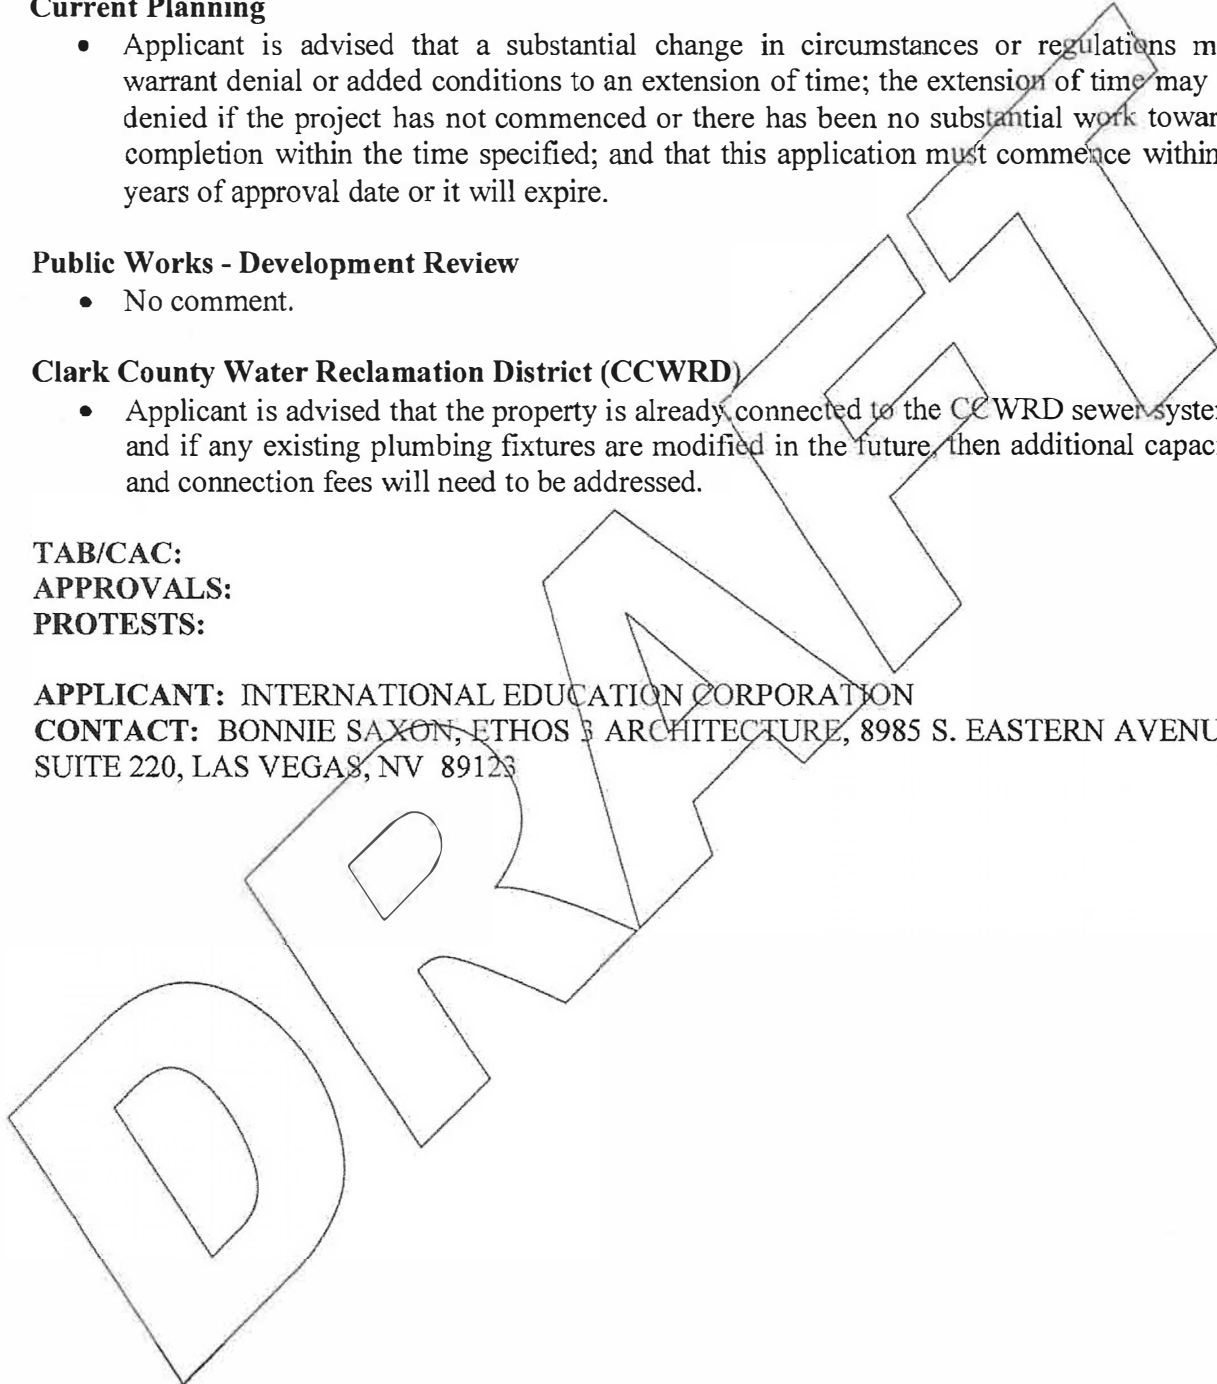 Current Planning
• Applicant is advised that a substantial change in circumstances or regulations m
warrant denial or added conditions to an extension of time; the extension of time may
denied if the project has not commenced or there has been no substantial work towar
completion within the time specified; and that this application must commence within
years of approval date or it will expire.
Public Works - Development Review
• No comment.
Clark County Water Reclamation District (CCWRD)
• Applicant is advised that the property is already connected to the CCWRD sewer syste
and if any existing plumbing fixtures are modified in the future, then additional capaci
and connection fees will need to be addressed.
TAB/CAC:
APPROVALS:
PROTESTS:
APPLICANT: INTERNATIONAL EDUCATION CORPORATION
CONTACT: BONNIE SAXON, ETHOS 3 ARCHITECTURE, 8985 S. EASTERN AVENU
SUITE 220, LAS VEGAS, NV 89123
DRAFT